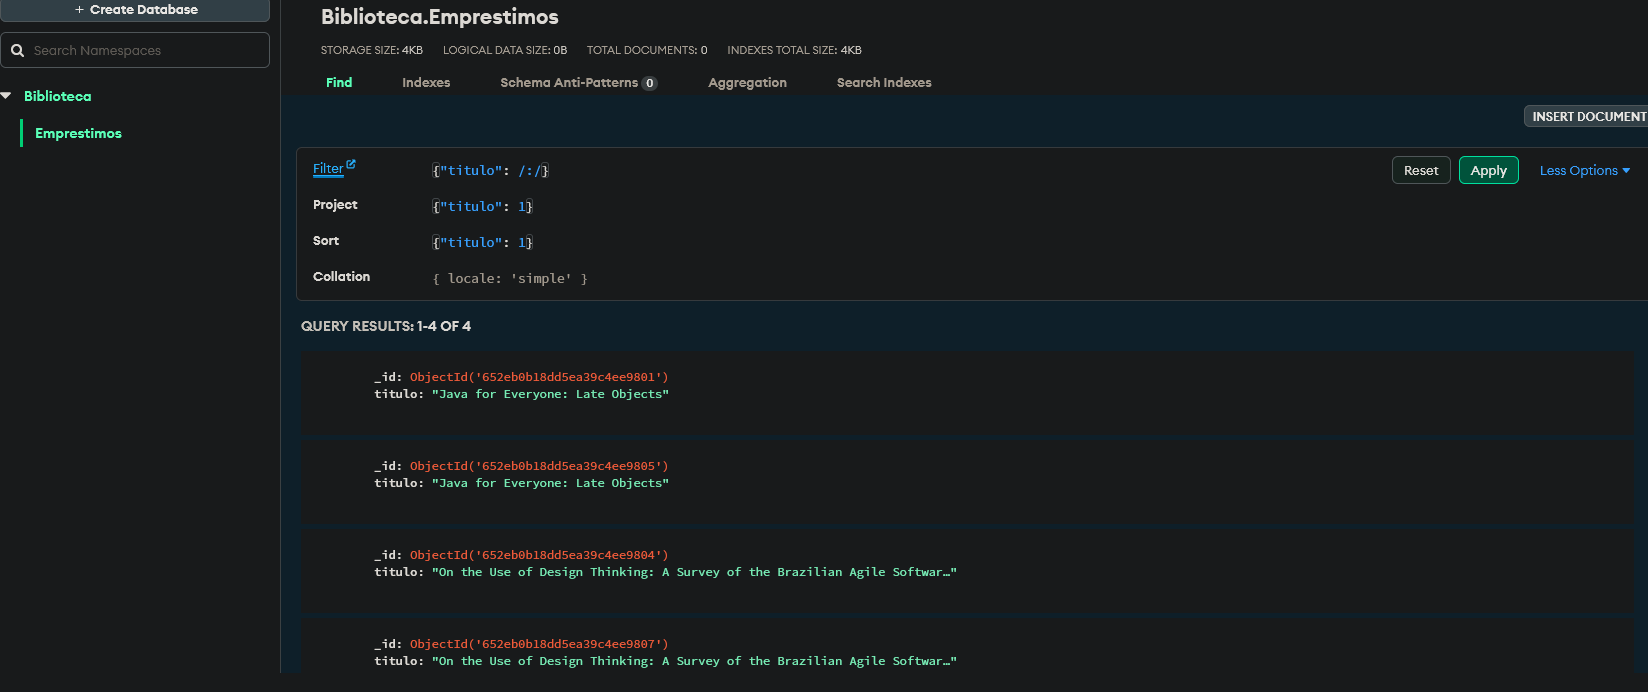 + Create Database
Search Namespaces
Biblioteca
Emprestimos
Biblioteca.Emprestimos
STORAGE SIZE: 4KB LOGICAL DATA SIZE: 0B TOTAL DOCUMENTS: 0 INDEXES TOTAL SIZE: 4KB
Find Indexes Schema Anti-Patterns 0 Aggregation Search Indexes
INSERT DOCUMENT
Filter {"titulo": /:/} Reset Apply Less Options
Project {"titulo": 1}
Sort {"titulo": 1}
Collation { locale: 'simple' }
QUERY RESULTS: 1-4 OF 4
_id: ObjectId('652eb0b18dd5ea39c4ee9801')
titulo: "Java for Everyone: Late Objects"
_id: ObjectId('652eb0b18dd5ea39c4ee9805')
titulo: "Java for Everyone: Late Objects"
_id: ObjectId('652eb0b18dd5ea39c4ee9804')
titulo: "On the Use of Design Thinking: A Survey of the Brazilian Agile Softwar…"
_id: ObjectId('652eb0b18dd5ea39c4ee9807')
titulo: "On the Use of Design Thinking: A Survey of the Brazilian Agile Softwar…"